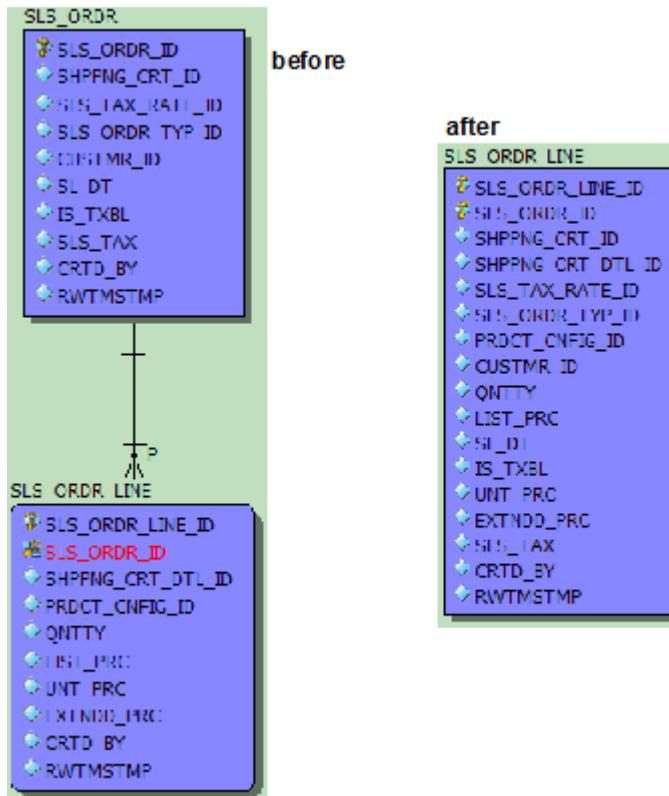 SLS_ORDR
SLS_ORDR_ID
SHPPNG_CRT_ID
SLS_TAX_RATE_ID
SLS_ORDR_TYP_ID
CUSTMR_ID
SL_DT
IS_TXBL
SLS_TAX
CRTD_BY
RWTMSTMP
before
P
SLS_ORDR_LINE
SLS_ORDR_LINE_ID
SLS_ORDR_ID
SHPPNG_CRT_DTL_ID
PRDCT_CNFIG_ID
QNTTY
LIST_PRC
UNT_PRC
EXTNDD_PRC
CRTD_BY
RWTMSTMP
after
SLS_ORDR_LINE
SLS_ORDR_LINE_ID
SLS_ORDR_ID
SHPPNG_CRT_ID
SHPPNG_CRT_DTL_ID
SLS_TAX_RATE_ID
SLS_ORDR_TYP_ID
PRDCT_CNFIG_ID
CUSTMR_ID
QNTTY
LIST_PRC
SL_DT
IS_TXBL
UNT_PRC
EXTNDD_PRC
SLS_TAX
CRTD_BY
RWTMSTMP